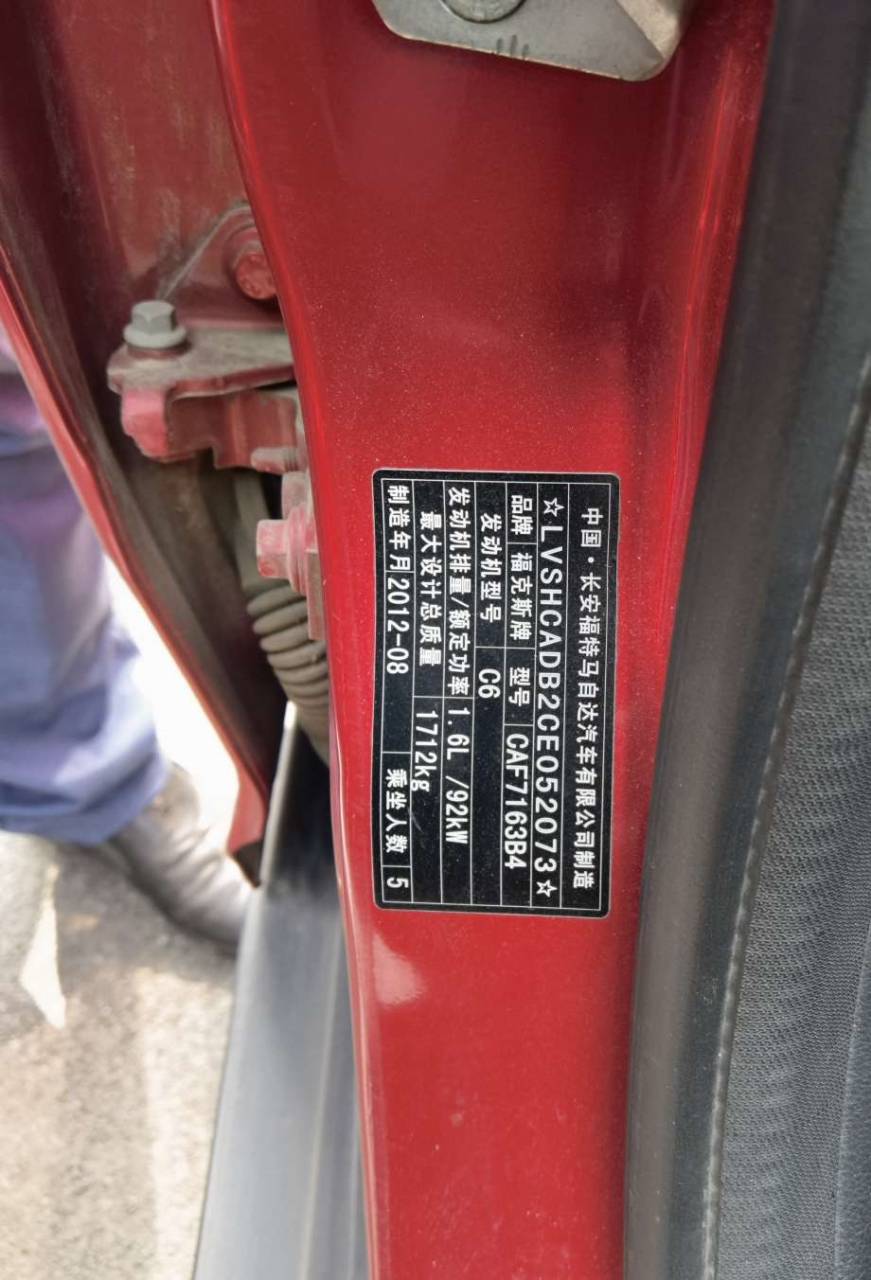 中国·长安福特马自达汽车有限公司制造
☆LVSHCADB2CE052073☆
品牌 福克斯牌 型号 CAF7163B4
发动机型号 C6
发动机排量/额定功率 1.6L /92kW
最大设计总质量 1712kg
制造年月 2012-08 乘坐人数 5